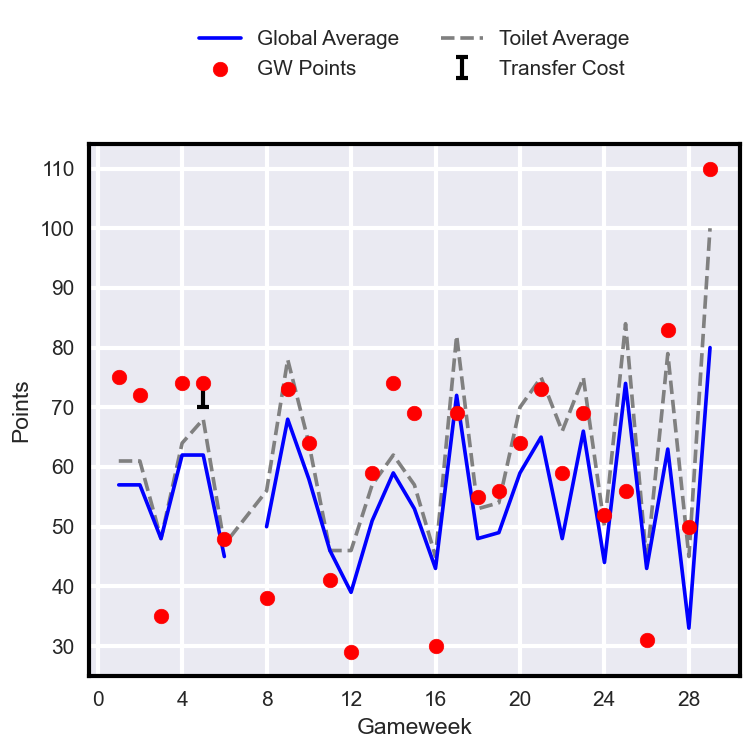 Global Average
Toilet Average
GW Points
Transfer Cost
110
100
90
80
70
60
50
40
30
Points
0 4 8 12 16 20 24 28
Gameweek